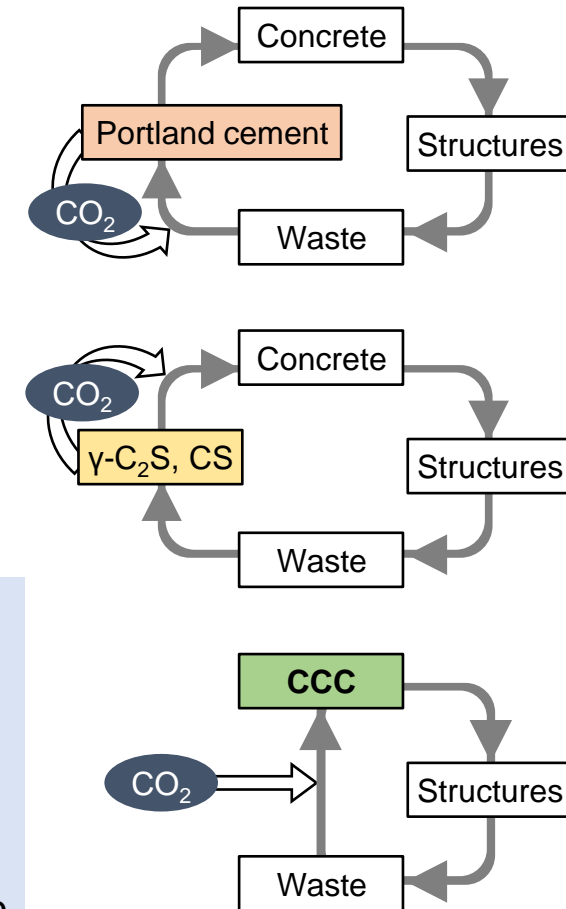 Concrete
Portland cement
Structures
CO₂
Waste
Concrete
CO₂
γ-C₂S, CS
Structures
Waste
CCC
CO₂
Structures
Waste